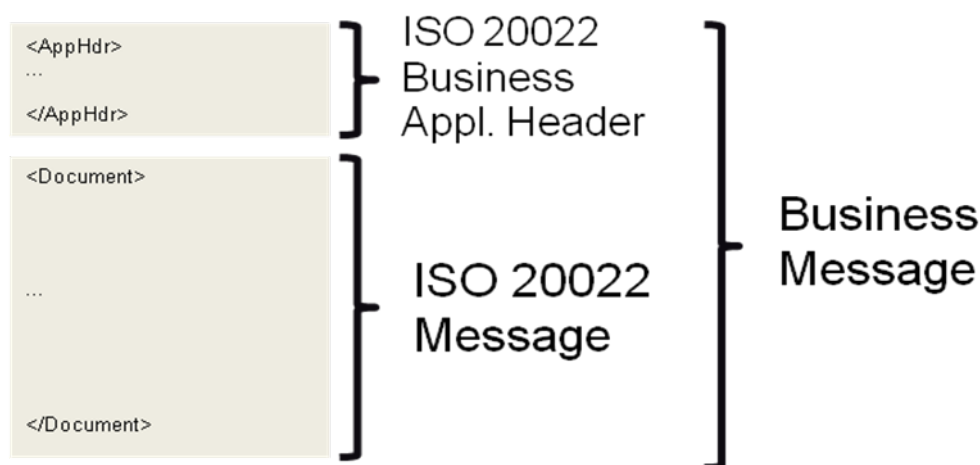 <AppHdr>
...
</AppHdr>
ISO 20022
Business
Appl. Header
<Document>
...
</Document>
ISO 20022
Message
Business
Message